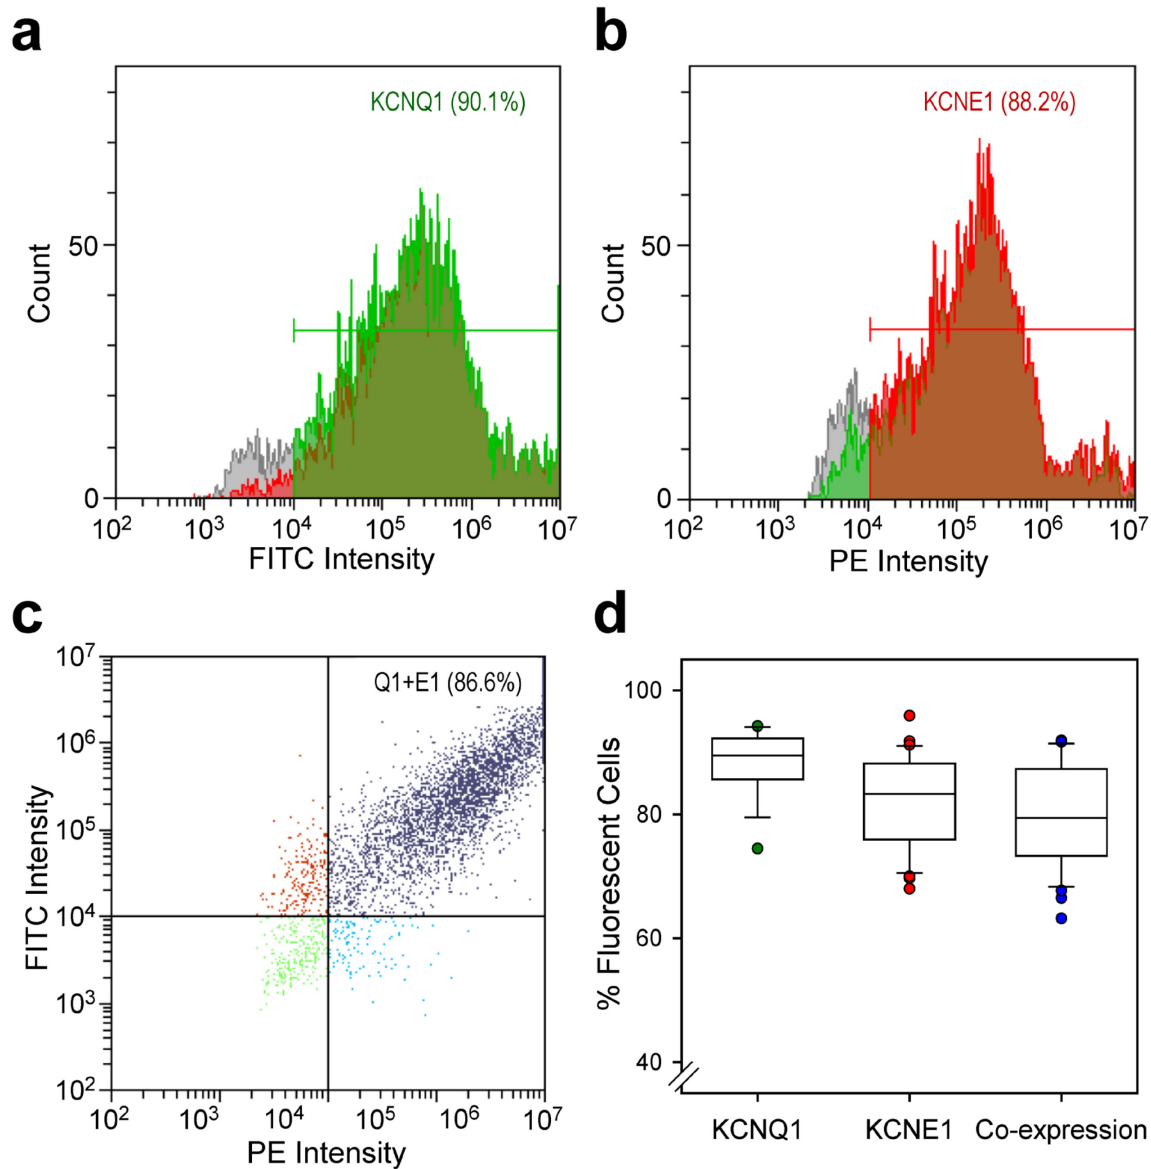 a
KCNQ1 (90.1%)
Count
50
0
10² 10³ 10⁴ 10⁵ 10⁶ 10⁷
FITC Intensity
b
KCNE1 (88.2%)
Count
50
0
10² 10³ 10⁴ 10⁵ 10⁶ 10⁷
PE Intensity
c
Q1+E1 (86.6%)
FITC Intensity
10⁷
10⁶
10⁵
10⁴
10³
10²
10² 10³ 10⁴ 10⁵ 10⁶ 10⁷
PE Intensity
d
% Fluorescent Cells
100
80
60
40
KCNQ1 KCNE1 Co-expression